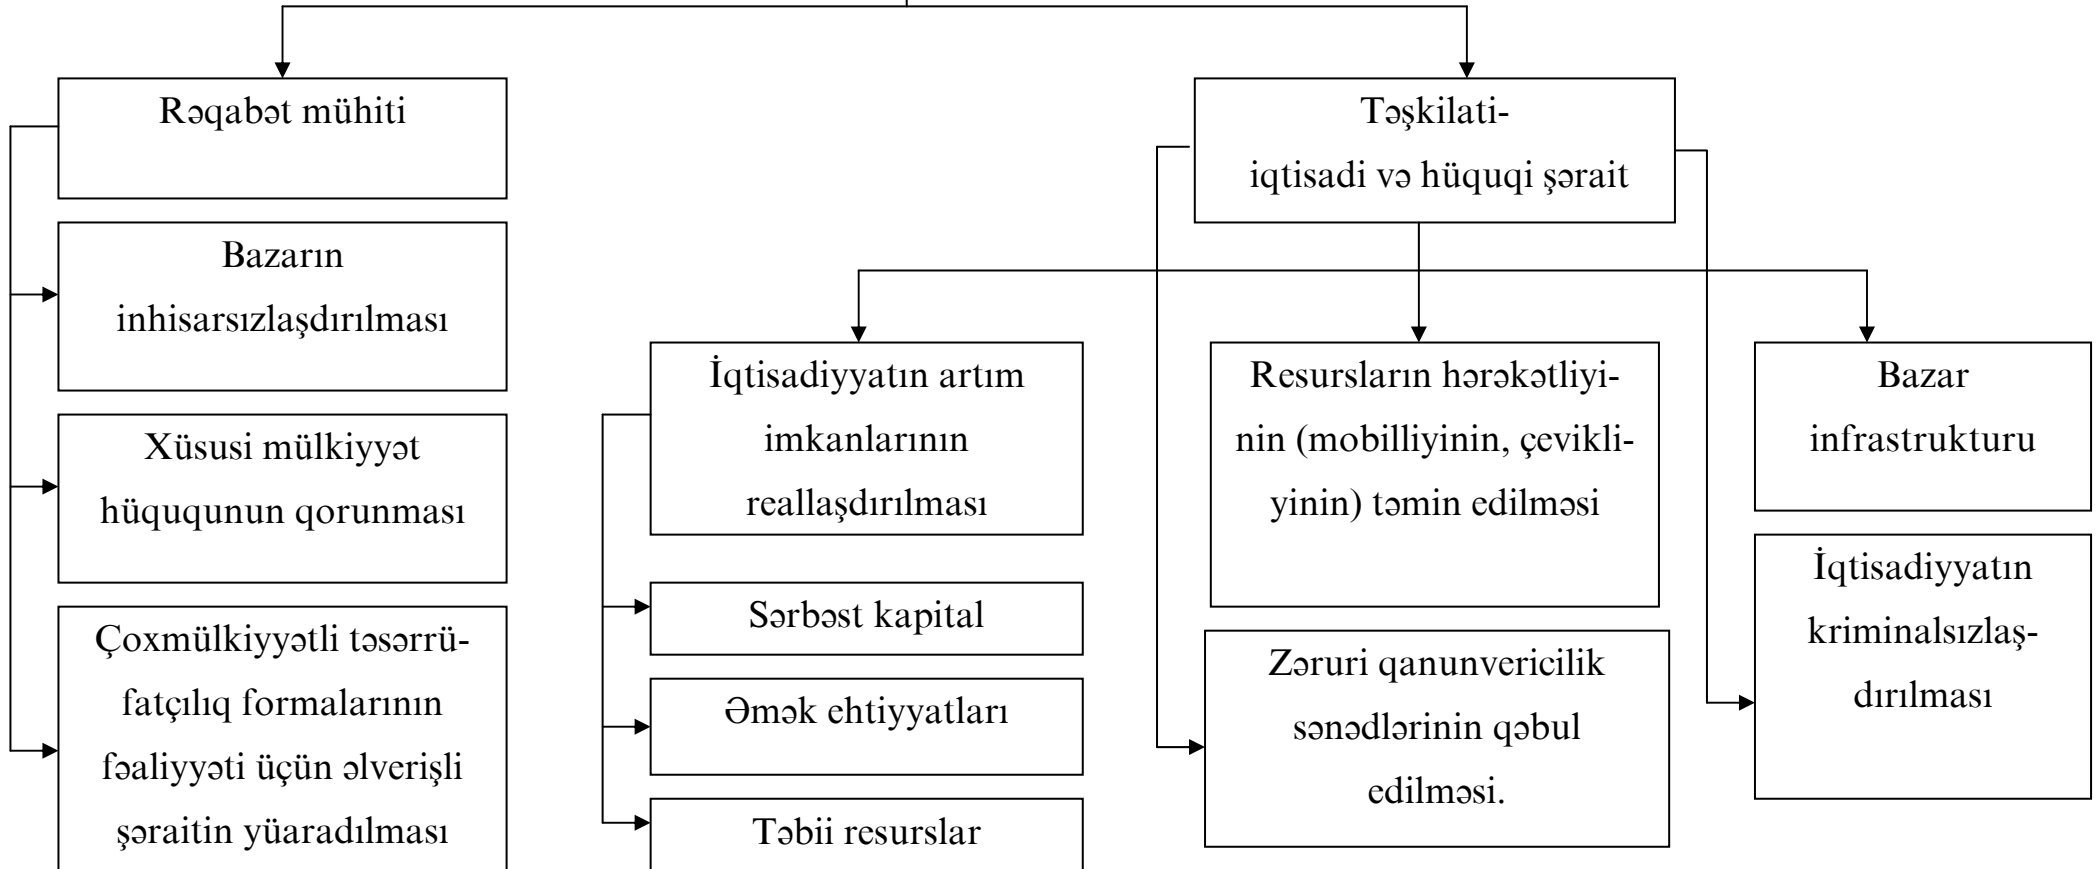 Rəqabət mühiti
Təşkilati-
iqtisadi və hüquqi şərait
Bazarın
inhisarsızlaşdırılması
Xüsusi mülkiyyət
hüququnun qorunması
Çoxmülkiyyətli təsərrü-
fatçılıq formalarının
fəaliyyəti üçün əlverişli
şəraitin yüaradılması
İqtisadiyyatın artım
imkanlarının
reallaşdırılması
Sərbəst kapital
Əmək ehtiyyatları
Təbii resurslar
Resursların hərəkətliyi-
nin (mobilliyinin, çevikli-
yinin) təmin edilməsi
Zəruri qanunvericilik
sənədlərinin qəbul
edilməsi.
Bazar
infrastrukturu
İqtisadiyyatın
kriminalsızlaş-
dırılması